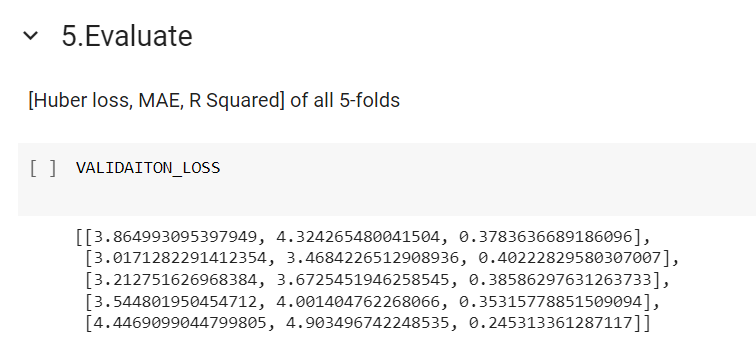 5.Evaluate
[Huber loss, MAE, R Squared] of all 5-folds
[ ] VALIDAITON_LOSS
[[3.864993095397949, 4.324265480041504, 0.3783636689186096],
[3.0171282291412354, 3.4684226512908936, 0.40222829580307007],
[3.212751626968384, 3.6725451946258545, 0.38586297631263733],
[3.544801950454712, 4.001404762268066, 0.35315778851509094],
[4.4469099044799805, 4.903496742248535, 0.245313361287117]]